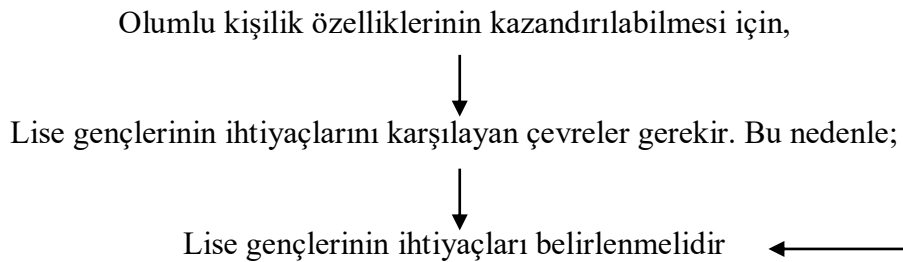 Olumlu kişilik özelliklerinin kazandırılabilmesi için,
Lise gençlerinin ihtiyaçlarını karşılayan çevreler gerekir. Bu nedenle;
Lise gençlerinin ihtiyaçları belirlenmelidir